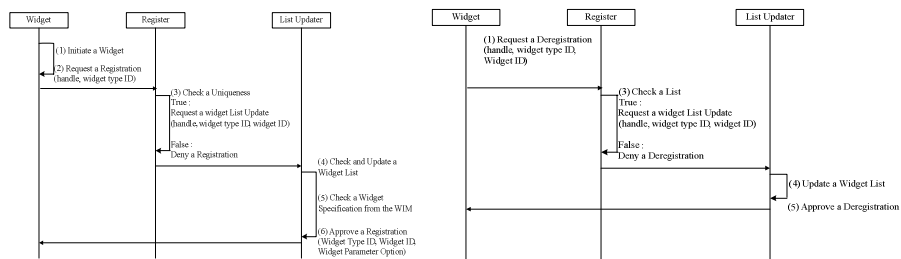 Widget
Register
List Updater
(1) Initiate a Widget
(2) Request a Registration
(handle, widget type ID)
(3) Check a Uniqueness
True :
Request a widget List Update
(handle, widget type ID, widget ID)
False :
Deny a Registration
(4) Check and Update a
Widget List
(5) Check a Widget
Specification from the WIM
(6) Approve a Registration
(Widget Type ID, Widget ID,
Widget Parameter Option)
Widget
Register
List Updater
(1) Request a Deregistration
(handle, widget type ID,
Widget ID)
(3) Check a List
True :
Request a widget List Update
(handle, widget type ID, widget ID)
False :
Deny a Deregistration
(4) Update a Widget List
(5) Approve a Deregistration